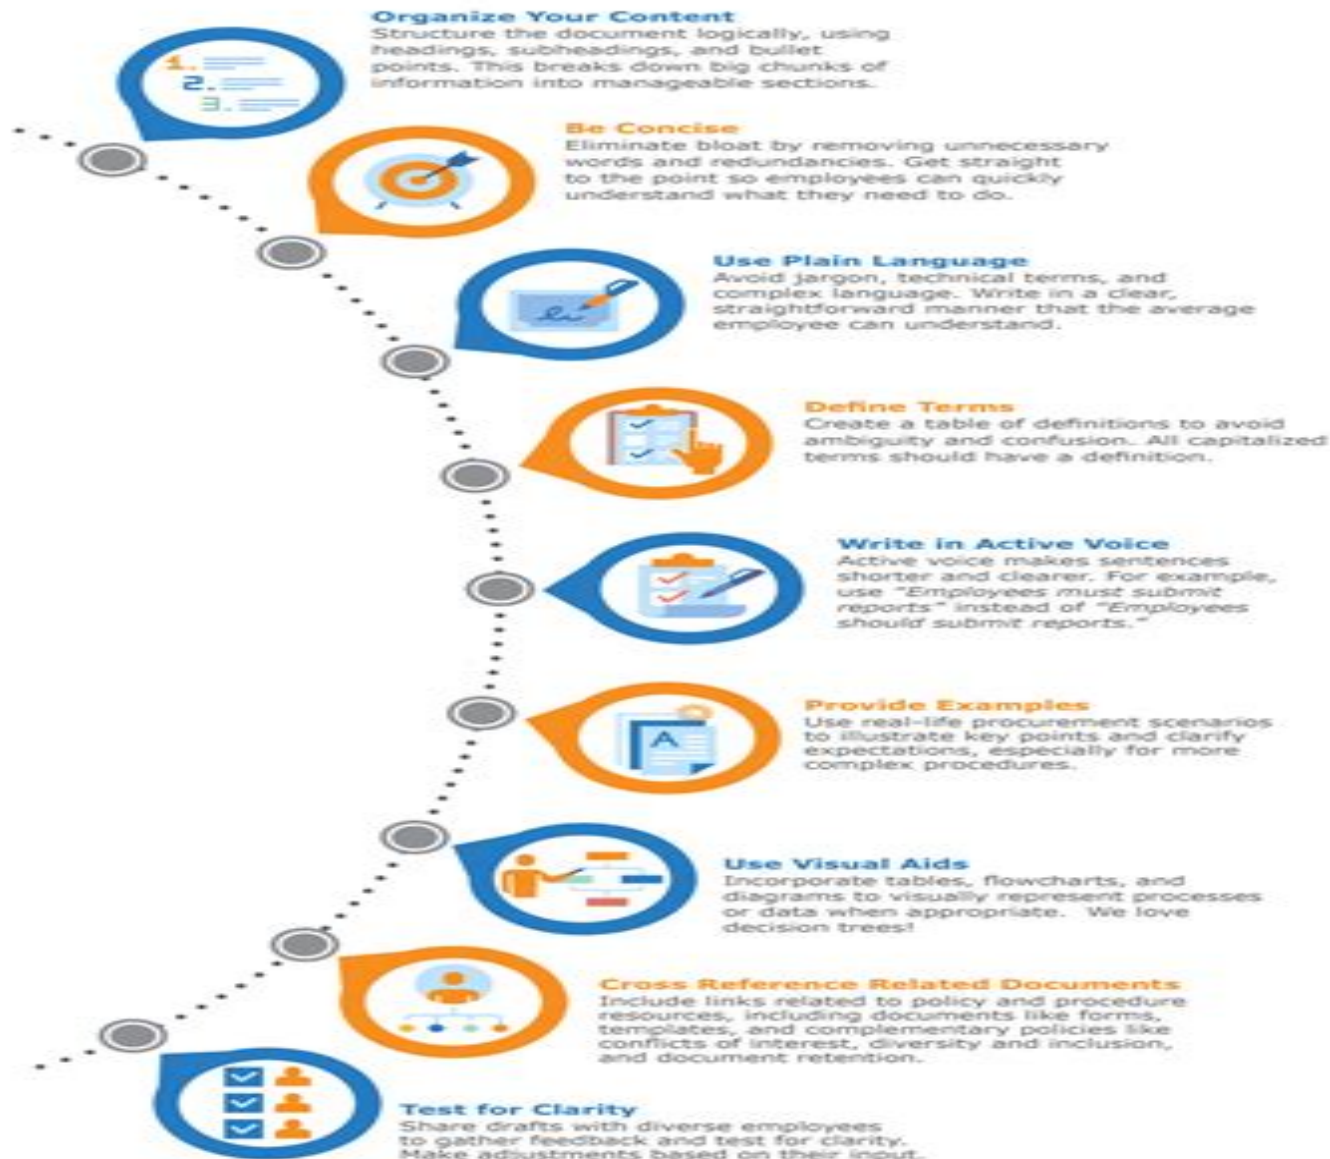 Organize Your Content
Structure the document logically, using
headings, subheadings, and bullet
points. This breaks down big chunks of
information into manageable sections.
1.
2.
3.
Be Concise
Eliminate bloat by removing unnecessary
words and redundancies. Get straight
to the point so employees can quickly
understand what they need to do.
Use Plain Language
Avoid jargon, technical terms, and
complex language. Write in a clear,
straightforward manner that the average
employee can understand.
Define Terms
Create a table of definitions to avoid
ambiguity and confusion. All capitalized
terms should have a definition.
Write in Active Voice
Active voice makes sentences
shorter and clearer. For example,
use "Employees must submit
reports" instead of "Employees
should submit reports."
Provide Examples
Use real-life procurement scenarios
to illustrate key points and clarify
expectations, especially for more
complex procedures.
A
Use Visual Aids
Incorporate tables, flowcharts, and
diagrams to visually represent processes
or data when appropriate. We love
decision trees!
Cross Reference Related Documents
Include links related to policy and procedure
resources, including documents like forms,
templates, and complementary policies like
conflicts of interest, diversity and inclusion,
and document retention.
Test for Clarity
Share drafts with diverse employees
to gather feedback and test for clarity.
Make adjustments based on their input.